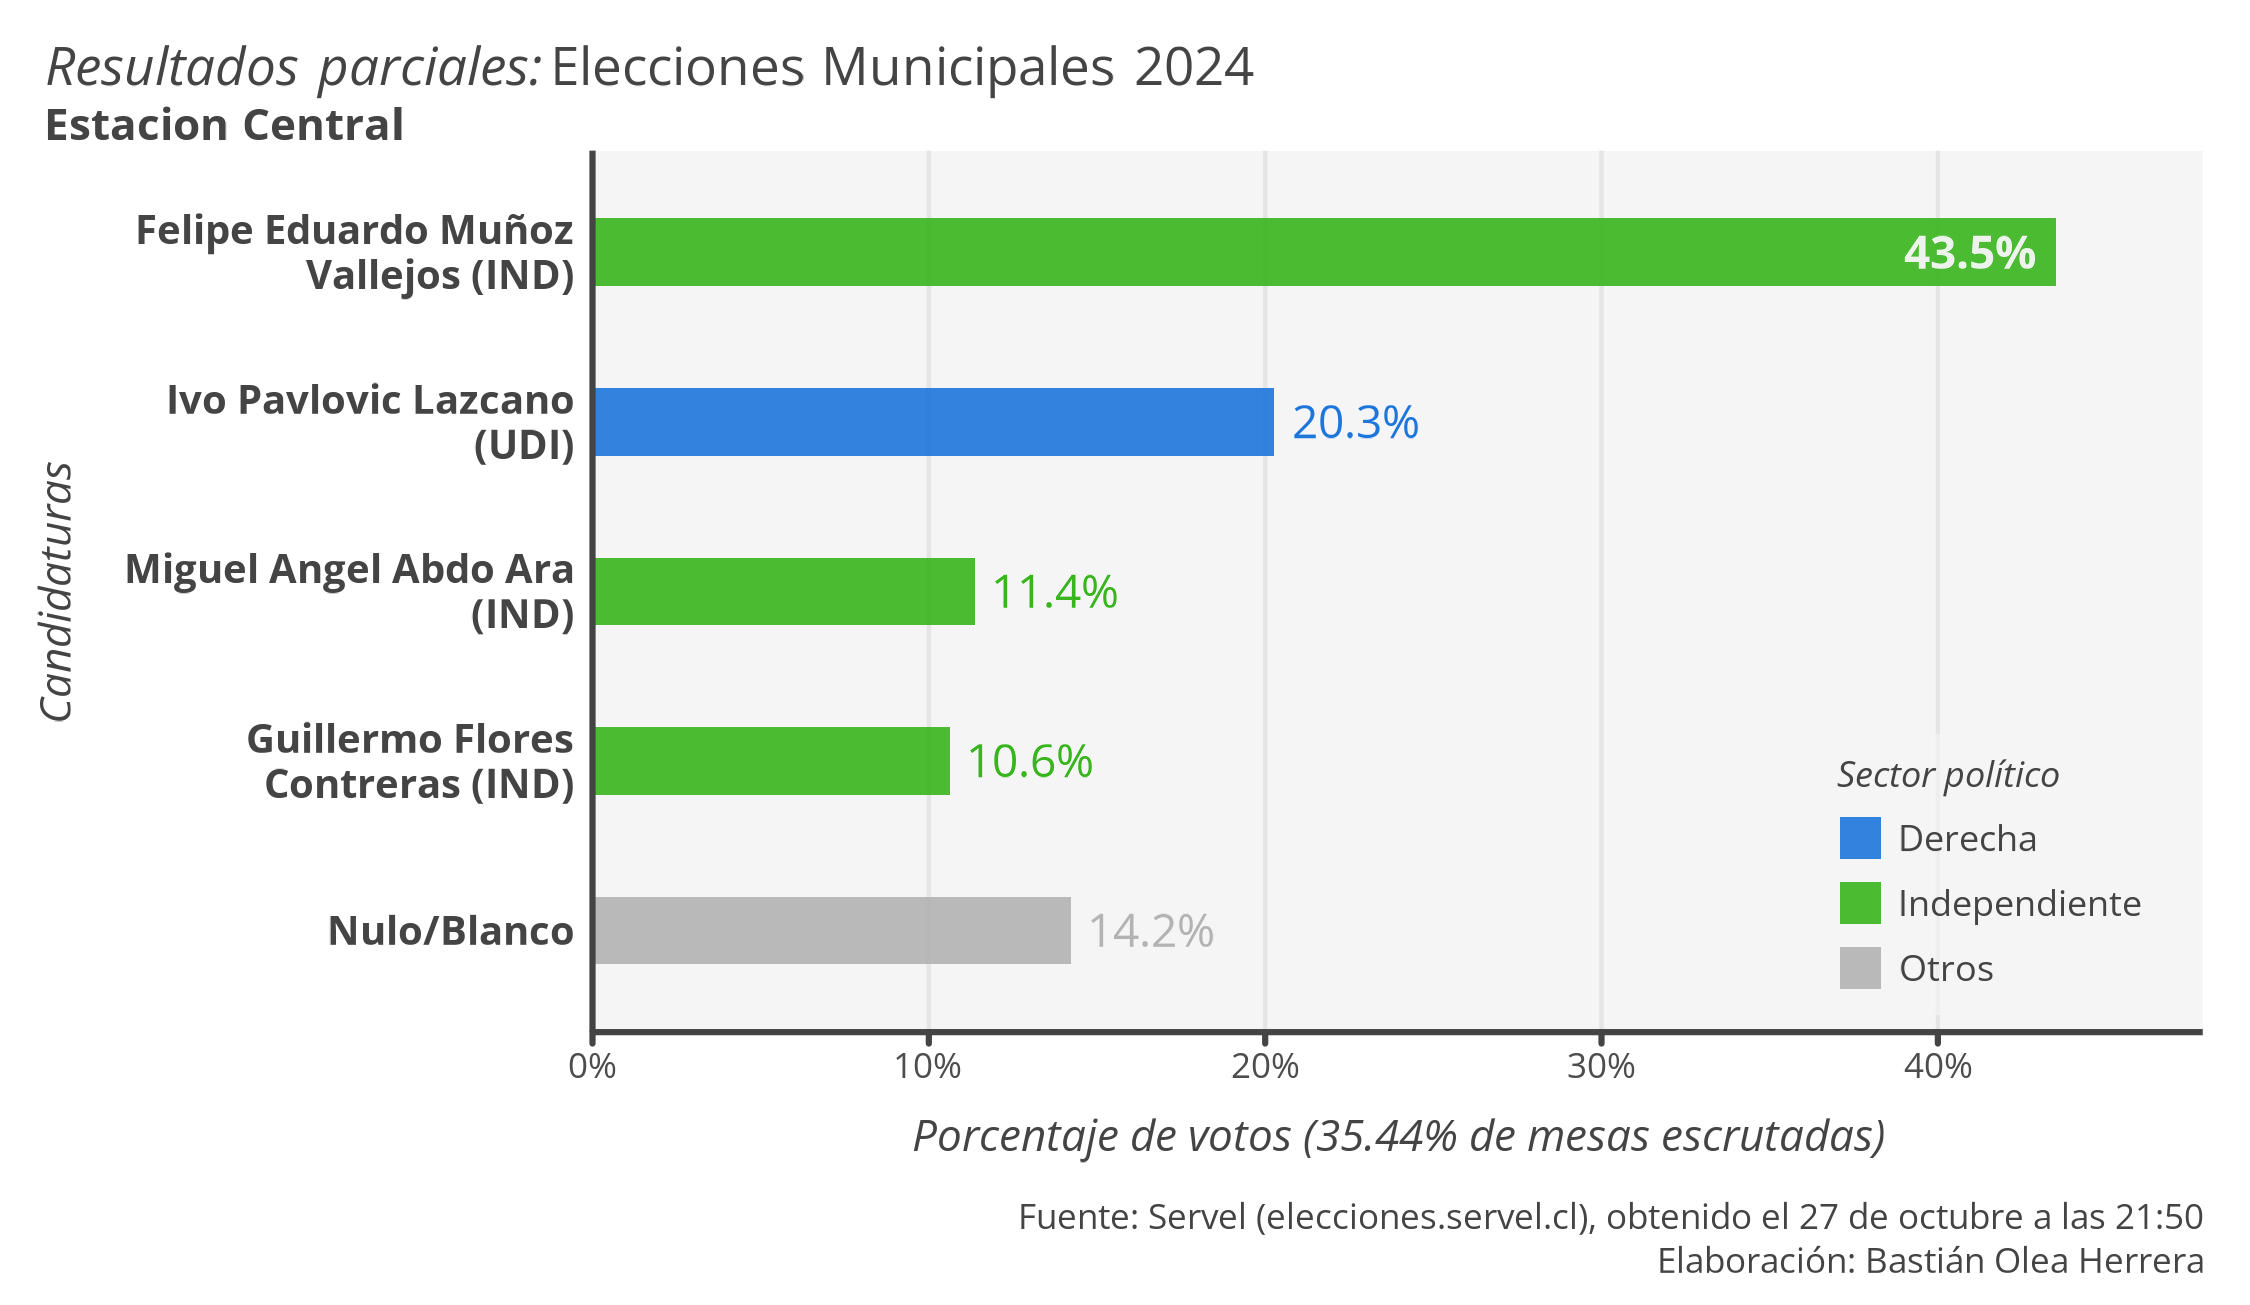 Resultados parciales: Elecciones Municipales 2024
Estacion Central
Candidaturas
Felipe Eduardo Muñoz
Vallejos (IND)
43.5%
Ivo Pavlovic Lazcano
(UDI)
20.3%
Miguel Angel Abdo Ara
(IND)
11.4%
Guillermo Flores
Contreras (IND)
10.6%
Nulo/Blanco
14.2%
Sector político
Derecha
Independiente
Otros
0% 10% 20% 30% 40%
Porcentaje de votos (35.44% de mesas escrutadas)
Fuente: Servel (elecciones.servel.cl), obtenido el 27 de octubre a las 21:50
Elaboración: Bastián Olea Herrera